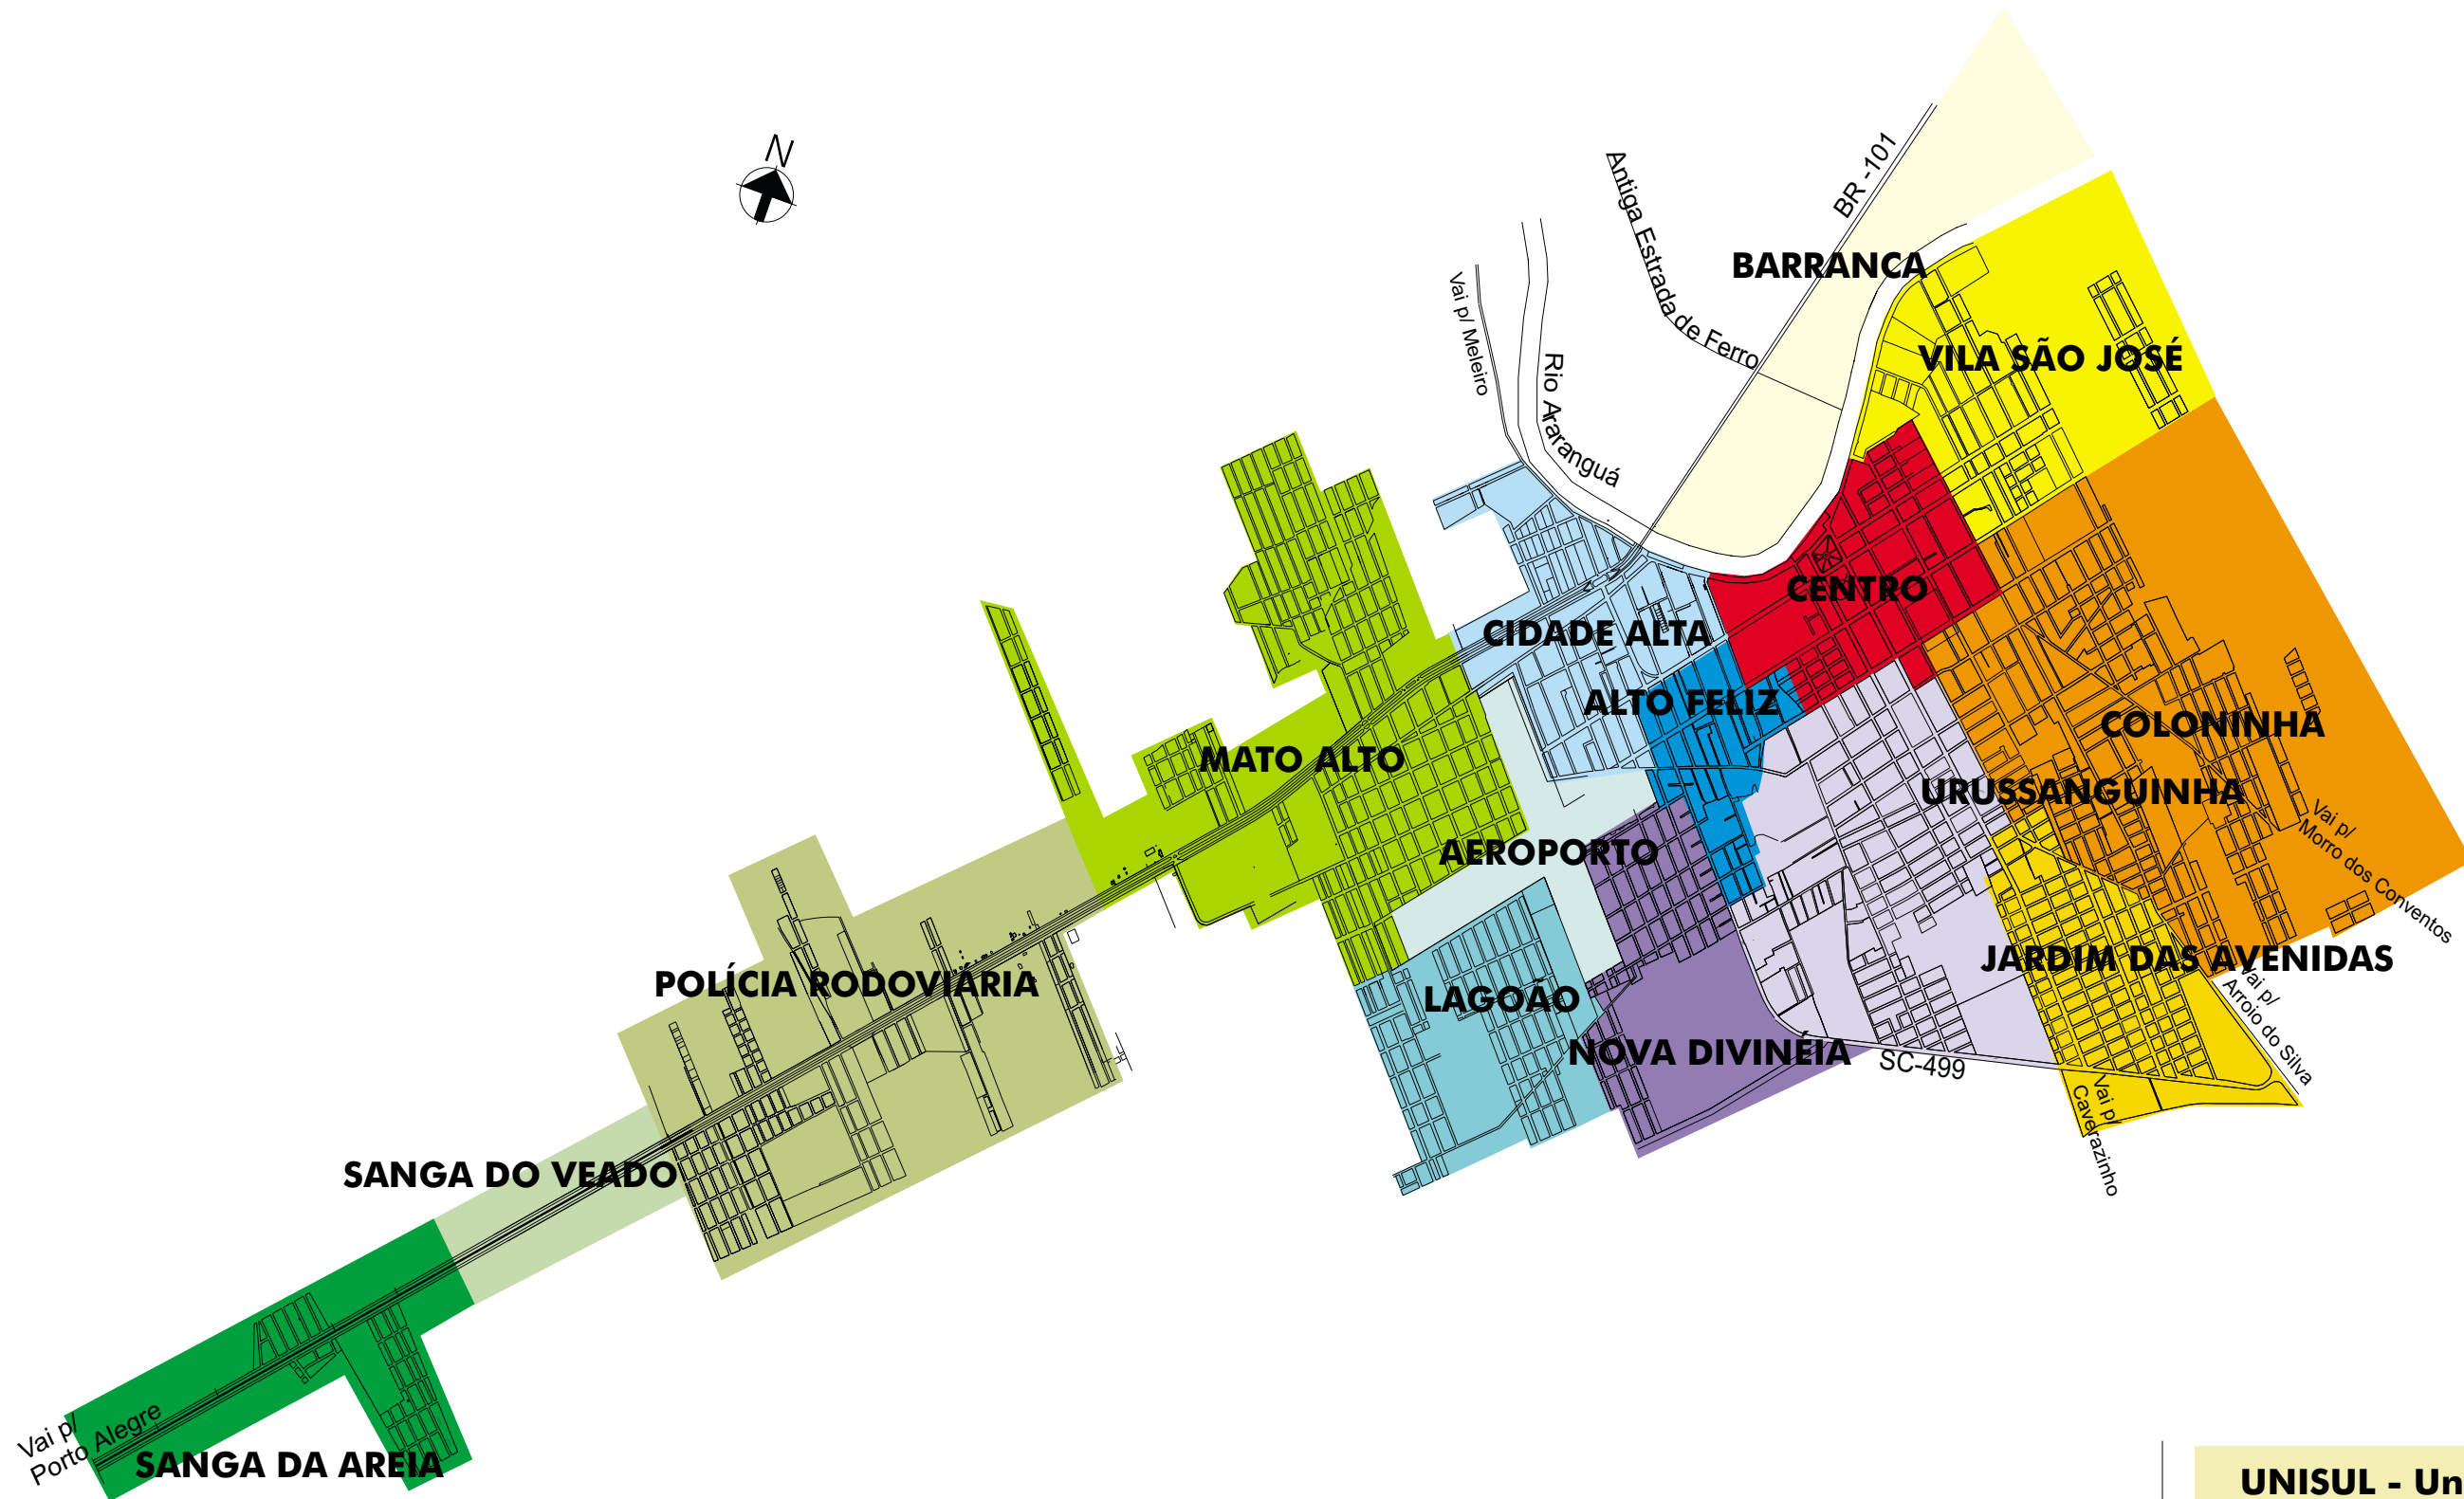 N
BR -101
Antiga Estrada de Ferro
BARRANCA
Vai p/ Meleiro
Rio Araranguá
VILA SÃO JOSÉ
CENTRO
CIDADE ALTA
ALTO FELIZ
COLONINHA
MATO ALTO
URUSSANGUINHA
Vai p/
Morro dos Conventos
AEROPORTO
JARDIM DAS AVENIDAS
POLÍCIA RODOVIÁRIA
LAGOÃO
Vai p/
Arroio do Silva
NOVA DIVINÉIA
SC-499
Vai p/
Caverazinho
SANGA DO VEADO
Vai p/
Porto Alegre
SANGA DA AREIA
UNISUL - Un